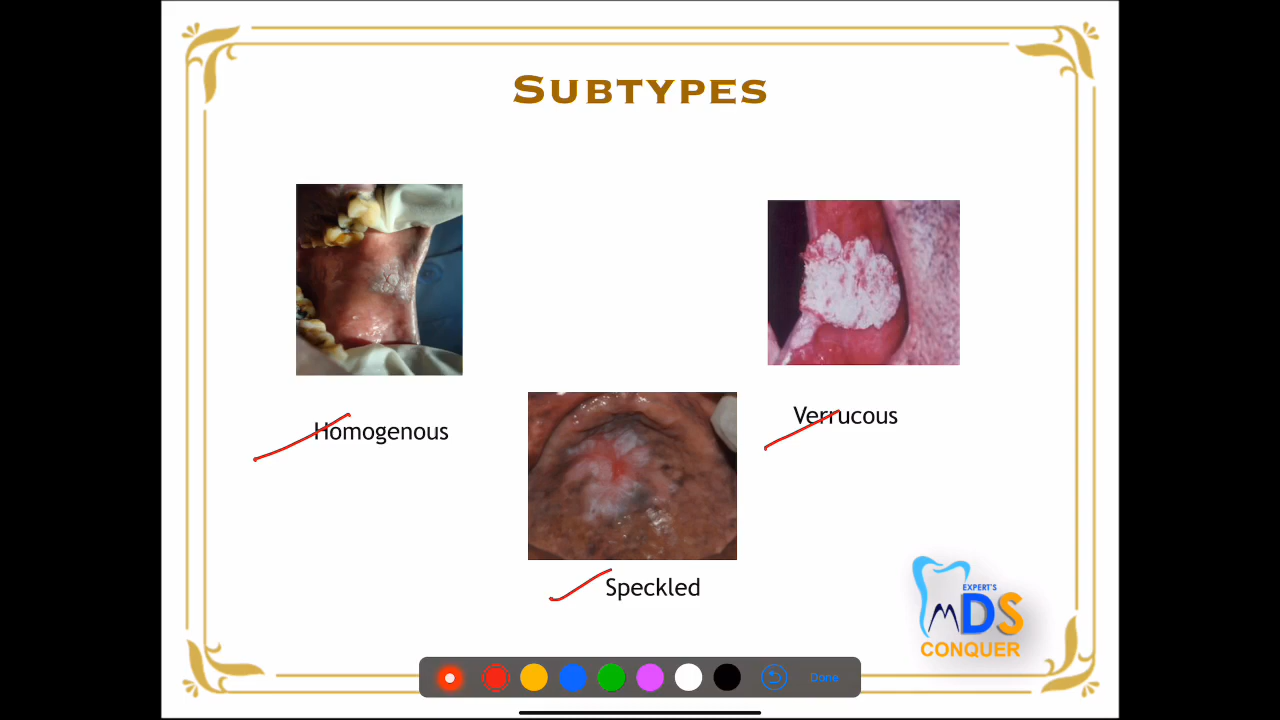 SUBTYPES
Homogenous
Verrucous
Speckled
EXPERT'S
MDS
CONQUER
Done